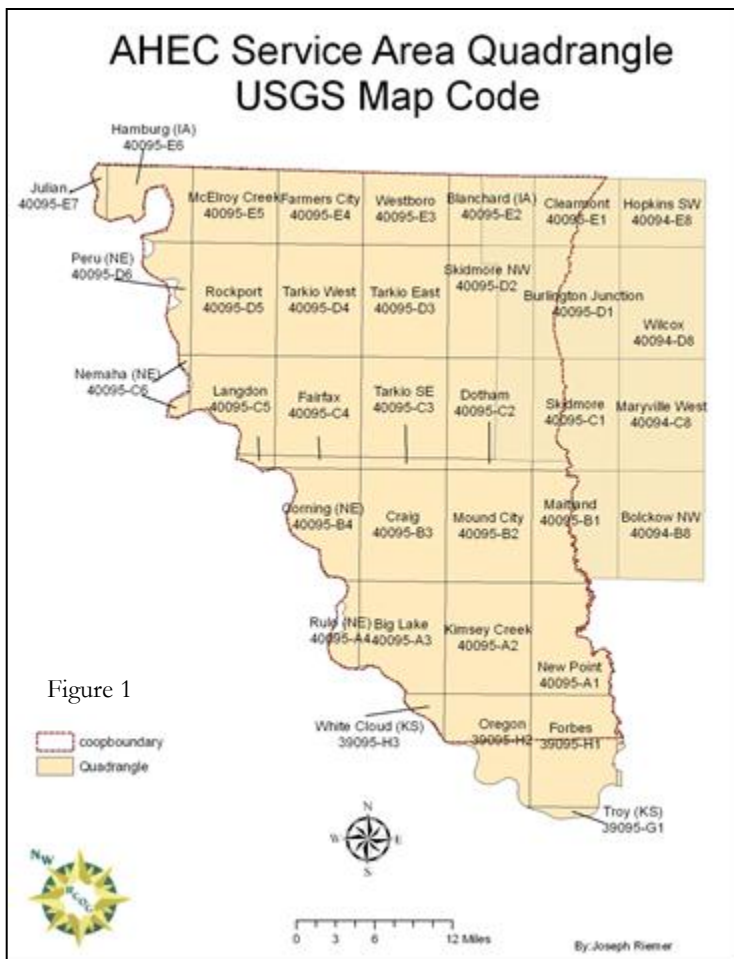 AHEC Service Area Quadrangle
USGS Map Code
Hamburg (IA)
40095-E6
Julian
40095-E7
McElroy Creek
40095-E5
Farmers City
40095-E4
Westboro
40095-E3
Blanchard (IA)
40095-E2
Clearmont
40095-E1
Hopkins SW
40094-E8
Peru (NE)
40095-D6
Rockport
40095-D5
Tarkio West
40095-D4
Tarkio East
40095-D3
Skidmore NW
40095-D2
Burlington Junction
40095-D1
Wilcox
40094-D8
Nemaha (NE)
40095-C6
Langdon
40095-C5
Fairfax
40095-C4
Tarkio SE
40095-C3
Dotham
40095-C2
Skidmore
40095-C1
Maryville West
40094-C8
Corning (NE)
40095-B4
Craig
40095-B3
Mound City
40095-B2
Maitland
40095-B1
Bolckow NW
40094-B8
Rulo (NE)
40095-A4
Big Lake
40095-A3
Kimsey Creek
40095-A2
New Point
40095-A1
Figure 1
White Cloud (KS)
39095-H3
Oregon
39095-H2
Forbes
39095-H1
coopboundary
Quadrangle
Troy (KS)
39095-G1
N
W
E
S
NW
RCOG
0 3 6 12 Miles
By:Joseph Riemer